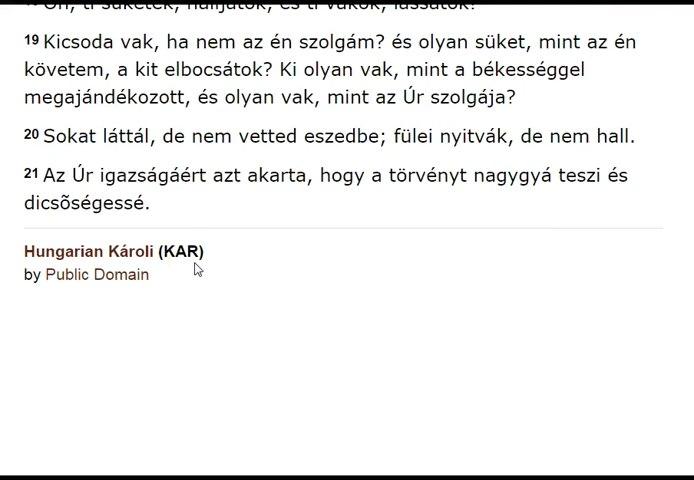 19 Kicsoda vak, ha nem az én szolgám? és olyan süket, mint az én
követem, a kit elbocsátok? Ki olyan vak, mint a békességgel
megajándékozott, és olyan vak, mint az Úr szolgája?
20 Sokat láttál, de nem vetted eszedbe; fülei nyitvák, de nem hall.
21 Az Úr igazságáért azt akarta, hogy a törvényt nagygyá teszi és
dicsõségessé.
Hungarian Károli (KAR)
by Public Domain